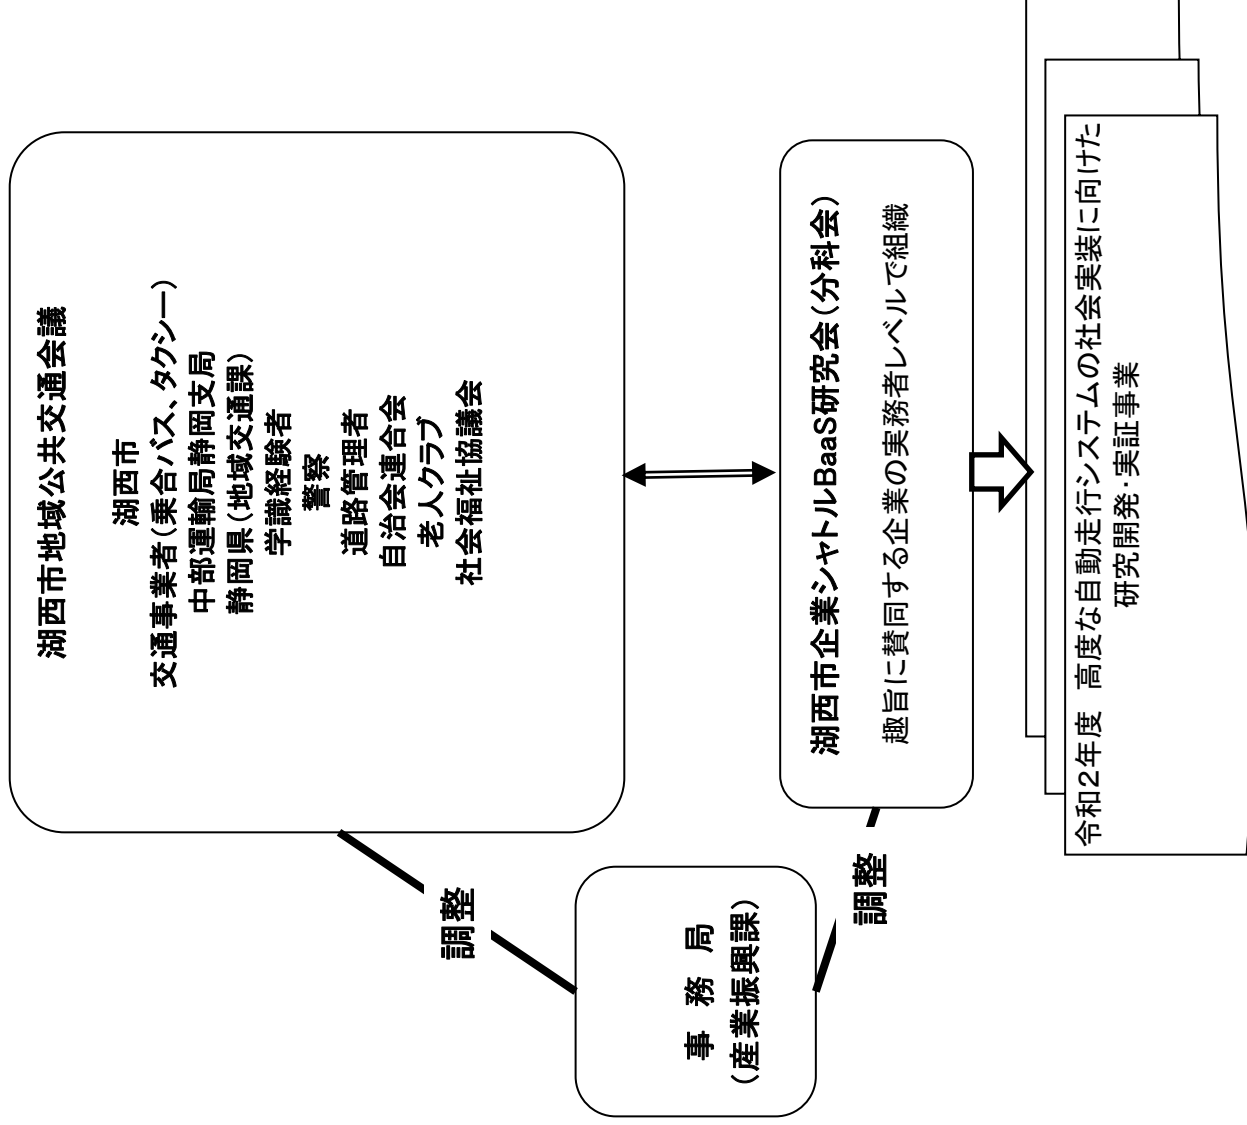 湖西市地域公共交通会議
湖西市
交通事業者(乗合バス、タクシー)
中部運輸局静岡支局
静岡県(地域交通課)
学識経験者
警察
道路管理者
自治会連合会
老人クラブ
社会福祉協議会
調整
事　務　局
(産業振興課)
調整
湖西市企業シャトルBaaS研究会(分科会)
趣旨に賛同する企業の実務者レベルで組織
令和2年度　高度な自動走行システムの社会実装に向けた
研究開発・実証事業